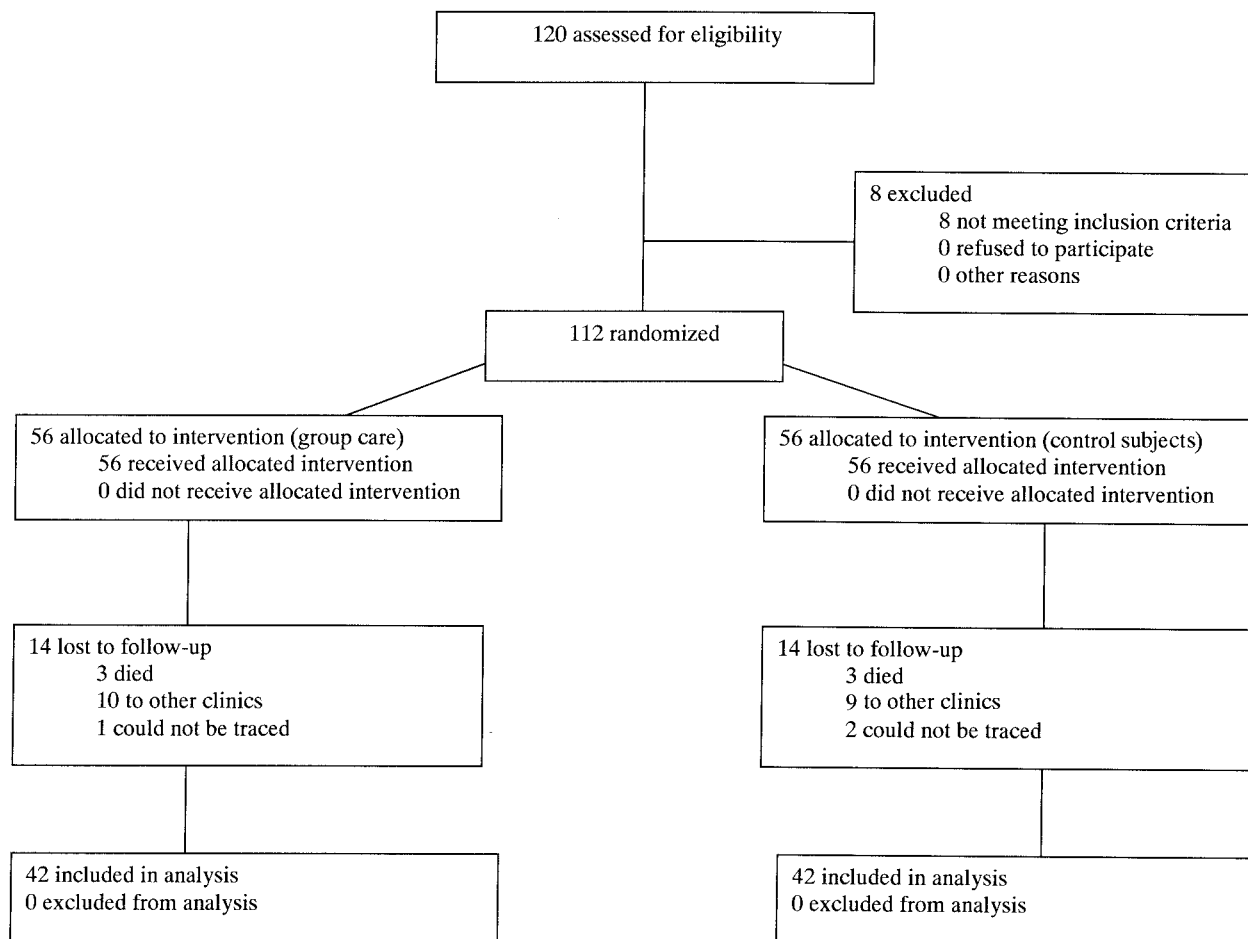 120 assessed for eligibility
8 excluded
8 not meeting inclusion criteria
0 refused to participate
0 other reasons
112 randomized
56 allocated to intervention (group care)
56 received allocated intervention
0 did not receive allocated intervention
56 allocated to intervention (control subjects)
56 received allocated intervention
0 did not receive allocated intervention
14 lost to follow-up
3 died
10 to other clinics
1 could not be traced
14 lost to follow-up
3 died
9 to other clinics
2 could not be traced
42 included in analysis
0 excluded from analysis
42 included in analysis
0 excluded from analysis